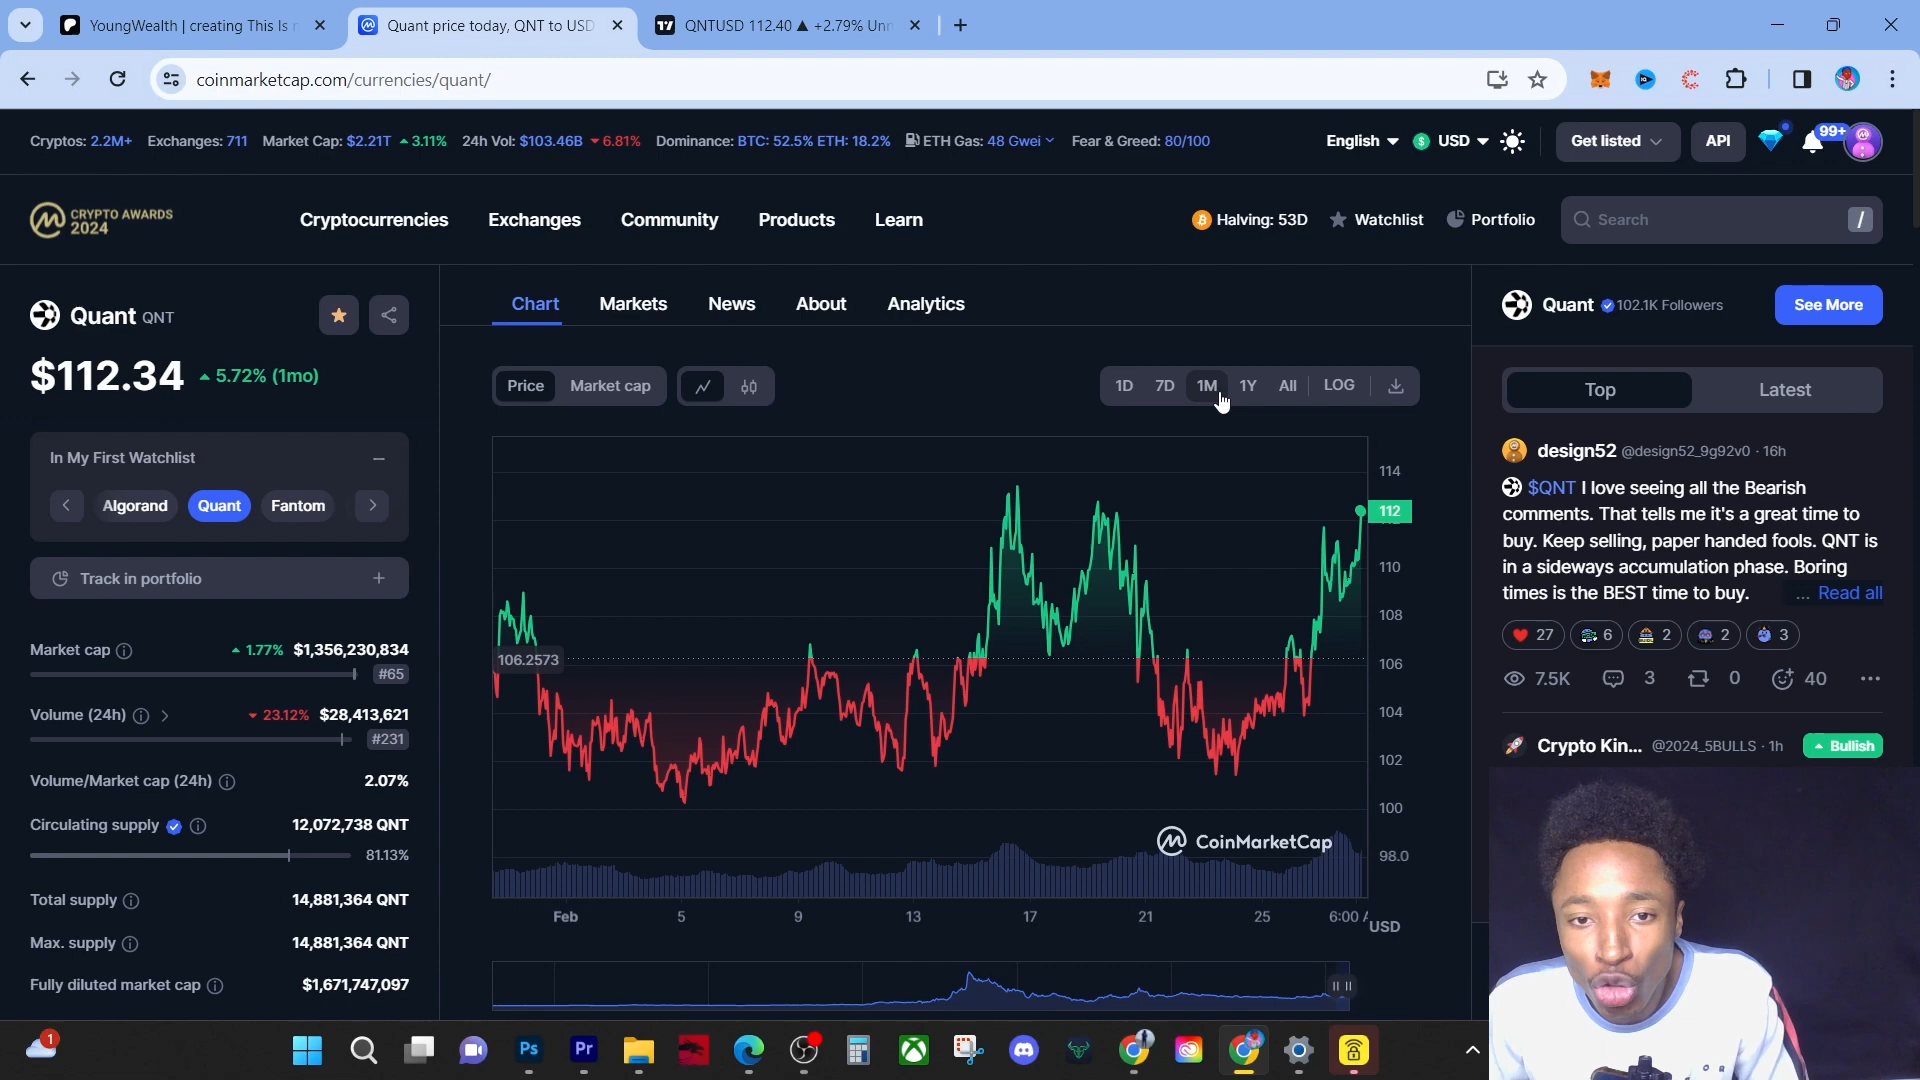 YoungWealth | creating This Is
Quant price today, QNT to USD
QNTUSD 112.40 ▲ +2.79% Unn
coinmarketcap.com/currencies/quant/
Cryptos: 2.2M+ Exchanges: 711 Market Cap: $2.21T 3.11% 24h Vol: $103.46B 6.81% Dominance: BTC: 52.5% ETH: 18.2% ETH Gas: 48 Gwei Fear & Greed: 80/100
English USD Get listed API 99+
CRYPTO AWARDS
2024
Cryptocurrencies Exchanges Community Products Learn
Halving: 53D Watchlist Portfolio Search /
Quant QNT
$112.34 5.72% (1mo)
In My First Watchlist
Algorand Quant Fantom
Track in portfolio +
Market cap 1.77% $1,356,230,834
#65
Volume (24h) 23.12% $28,413,621
#231
Volume/Market cap (24h) 2.07%
Circulating supply 12,072,738 QNT
81.13%
Total supply 14,881,364 QNT
Max. supply 14,881,364 QNT
Fully diluted market cap $1,671,747,097
Chart Markets News About Analytics
Price Market cap
1D 7D 1M 1Y All LOG
114
112
110
108
106
104
102
100
98.0
106.2573
CoinMarketCap
Feb 5 9 13 17 21 25 6:00 A
USD
Quant 102.1K Followers See More
Top Latest
design52 @design52_9g92v0 · 16h
$QNT I love seeing all the Bearish
comments. That tells me it's a great time to
buy. Keep selling, paper handed fools. QNT is
in a sideways accumulation phase. Boring
times is the BEST time to buy. ... Read all
27 6 2 2 3
7.5K 3 0 40
Crypto Kin... @2024_5BULLS · 1h Bullish
1
Ps
Pr